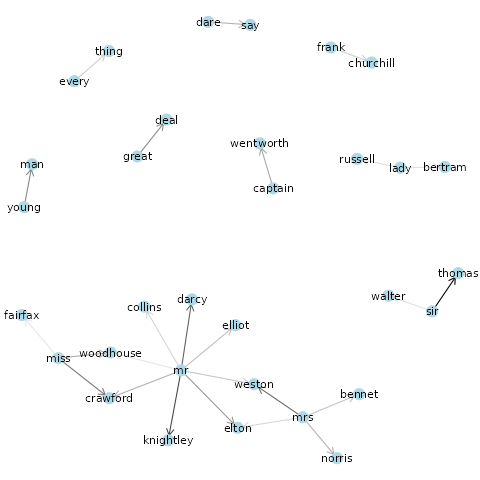 dare
say
frank
churchill
thing
every
deal
great
wentworth
captain
man
young
russell
lady
bertram
thomas
walter
sir
fairfax
collins
darcy
elliot
miss
woodhouse
mr
crawford
weston
bennet
mrs
elton
knightley
norris